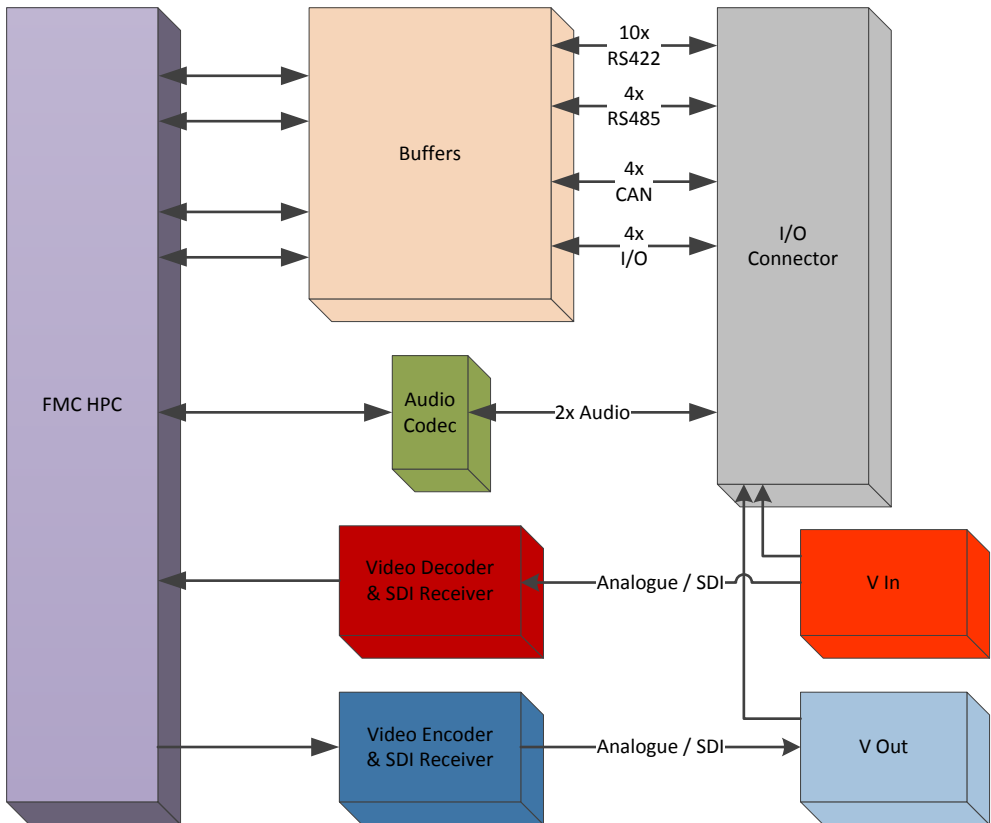 10x
RS422
4x
RS485
Buffers
4x
CAN
4x
I/O
I/O
Connector
FMC HPC
Audio
Codec
2x Audio
Video Decoder
& SDI Receiver
Analogue / SDI
V In
Video Encoder
& SDI Receiver
Analogue / SDI
V Out